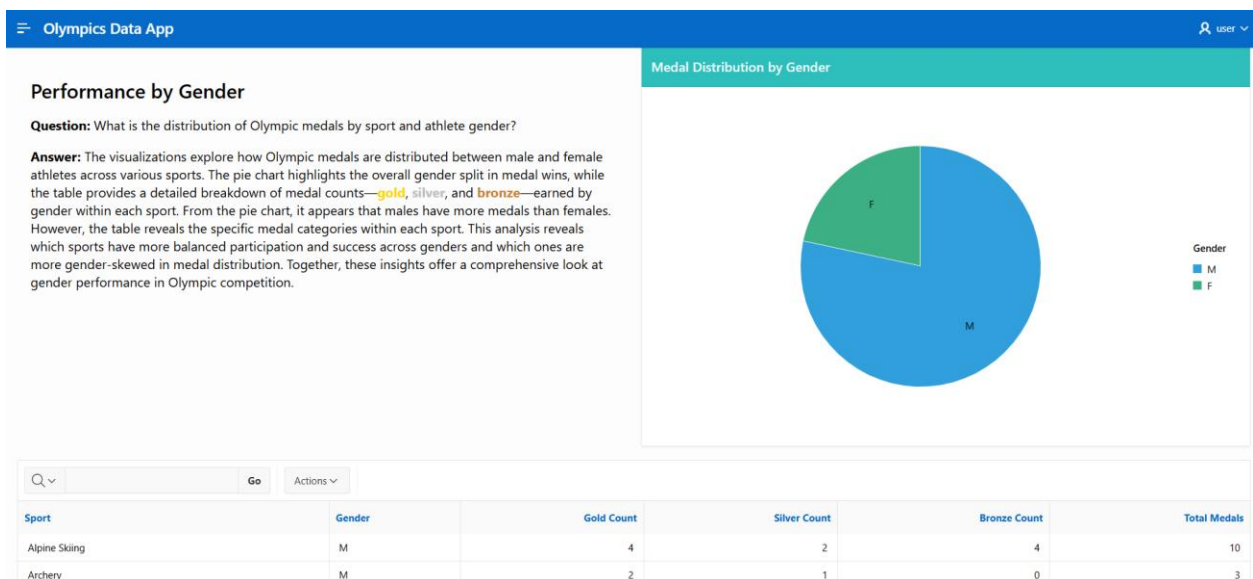 Olympics Data App
user
Performance by Gender
Question: What is the distribution of Olympic medals by sport and athlete gender?
Answer: The visualizations explore how Olympic medals are distributed between male and female
athletes across various sports. The pie chart highlights the overall gender split in medal wins, while
the table provides a detailed breakdown of medal counts—gold, silver, and bronze—earned by
gender within each sport. From the pie chart, it appears that males have more medals than females.
However, the table reveals the specific medal categories within each sport. This analysis reveals
which sports have more balanced participation and success across genders and which ones are
more gender-skewed in medal distribution. Together, these insights offer a comprehensive look at
gender performance in Olympic competition.
Medal Distribution by Gender
F
M
Gender
M
F
Go Actions
Sport Gender Gold Count Silver Count Bronze Count Total Medals
Alpine Skiing M 4 2 4 10
Archery M 2 1 0 3